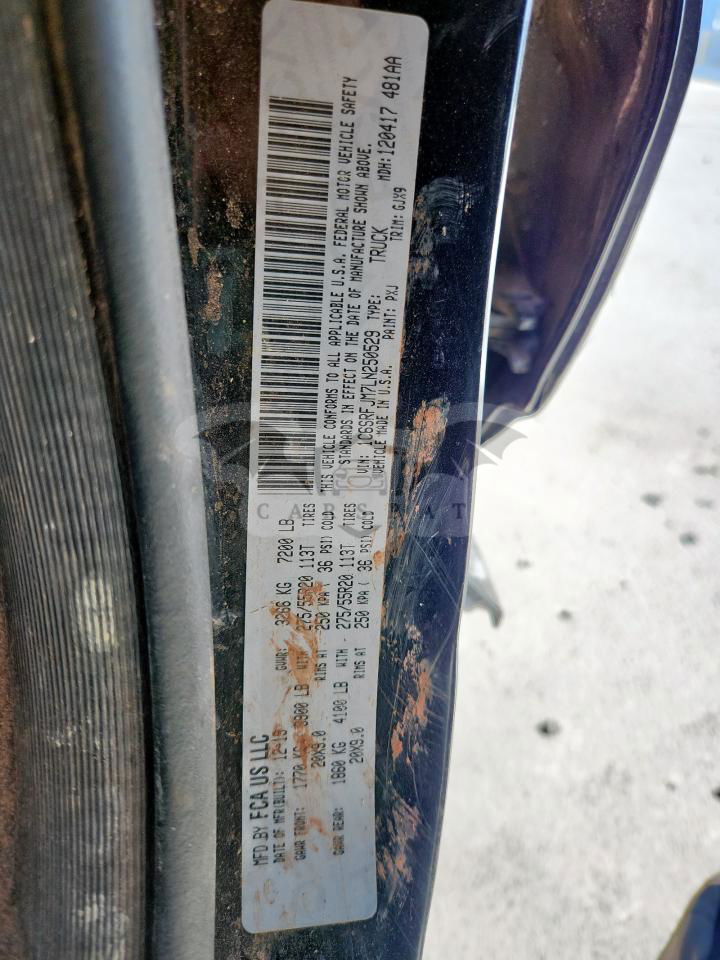 MFD BY FCA US LLC
DATE OF MFR(BUILT): 12-19 GVWR: 3266 KG 7200 LB
GAWR FRONT: 1770 KG 3900 LB WITH 275/55R20 113T TIRES
20X9.0 RIMS AT 250 KPA ( 36 PSI) COLD
GAWR REAR: 1860 KG 4100 LB WITH - 275/55R20 113T TIRES
20X9.0 RIMS AT 250 KPA ( 36 PSI) COLD
THIS VEHICLE CONFORMS TO ALL APPLICABLE U.S.A. FEDERAL MOTOR VEHICLE SAFETY
STANDARDS IN EFFECT ON THE DATE OF MANUFACTURE SHOWN ABOVE.
VIN: 1C6SRFJM7LN250529 TYPE: TRUCK MDH: 120417 481AA
VEHICLE MADE IN U.S.A. PAINT: PXJ TRIM: GJX9